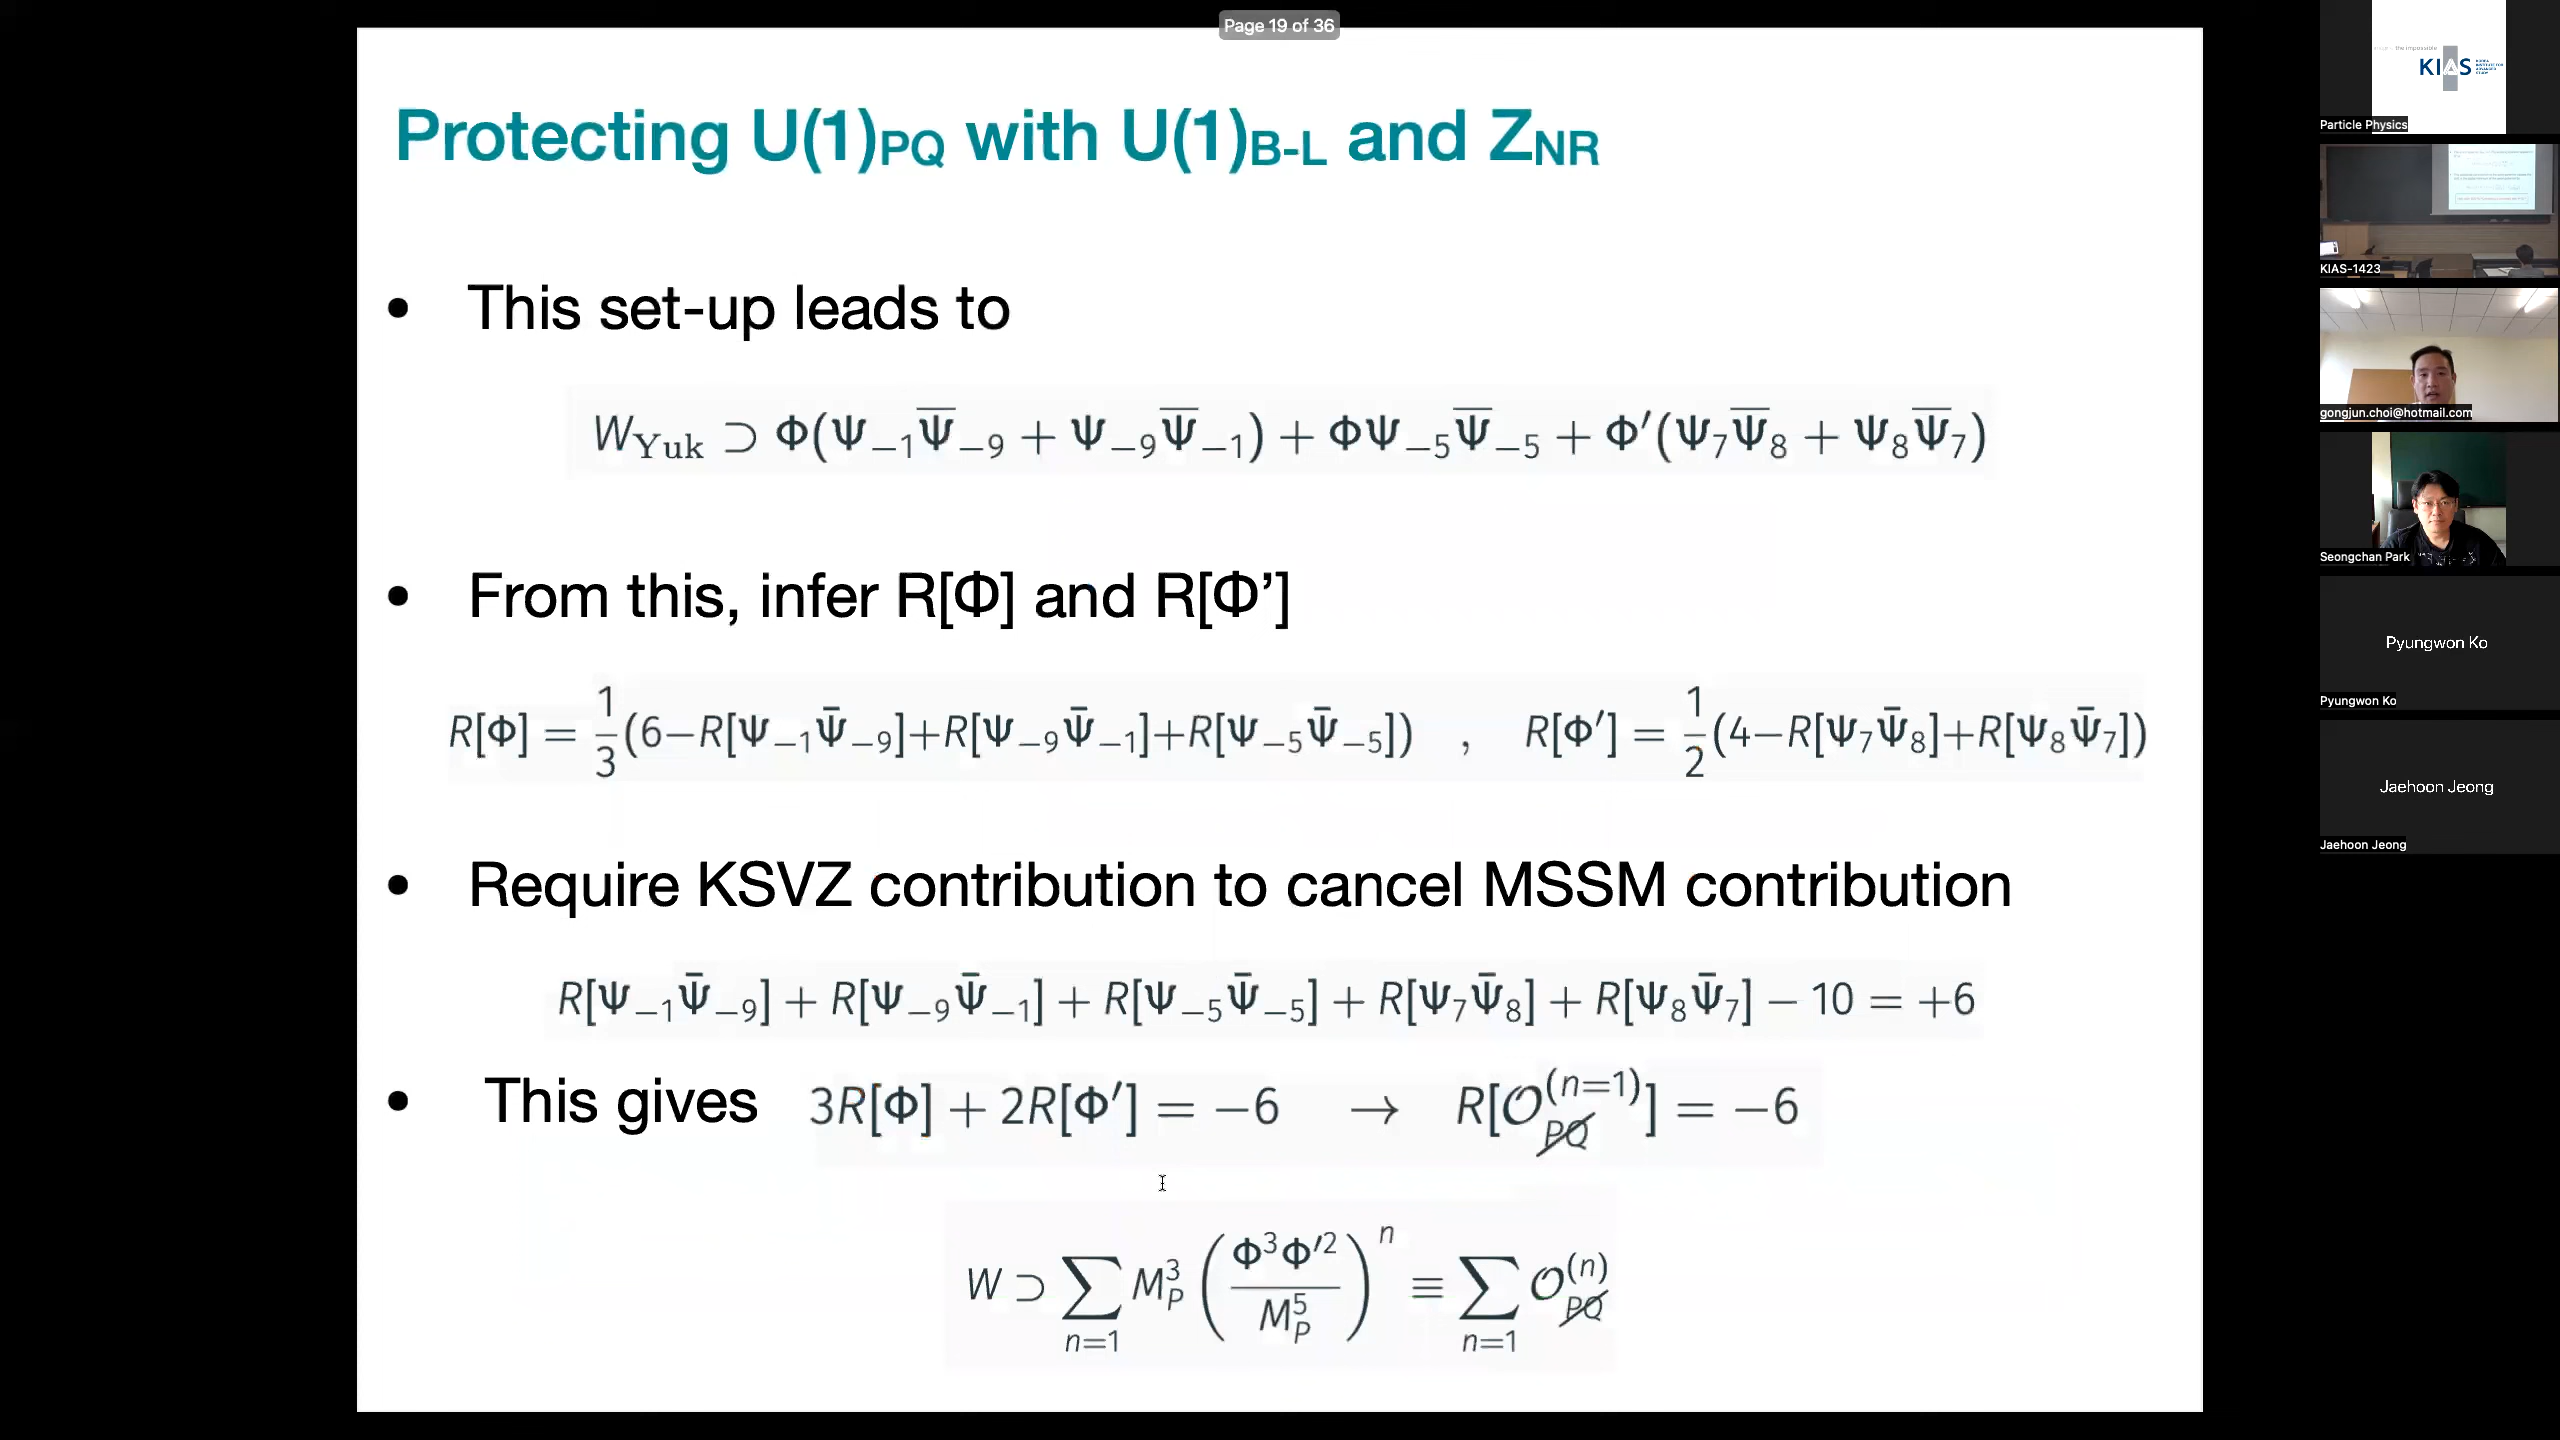 Page 19 of 36
Protecting U(1)PQ with U(1)B-L and ZNR
• This set-up leads to
W_Yuk ⊃ Φ(Ψ₋₁Ψ̅₋₉ + Ψ₋₉Ψ̅₋₁) + ΦΨ₋₅Ψ̅₋₅ + Φ′(Ψ₇Ψ̅₈ + Ψ₈Ψ̅₇)
• From this, infer R[Φ] and R[Φ’]
R[Φ] = 1/3 (6−R[Ψ₋₁Ψ̄₋₉]+R[Ψ₋₉Ψ̄₋₁]+R[Ψ₋₅Ψ̄₋₅]) , R[Φ′] = 1/2 (4−R[Ψ₇Ψ̄₈]+R[Ψ₈Ψ̄₇])
• Require KSVZ contribution to cancel MSSM contribution
R[Ψ₋₁Ψ̄₋₉] + R[Ψ₋₉Ψ̄₋₁] + R[Ψ₋₅Ψ̄₋₅] + R[Ψ₇Ψ̄₈] + R[Ψ₈Ψ̄₇] − 10 = +6
• This gives 3R[Φ] + 2R[Φ′] = −6 → R[𝒪_P̸Q̸^(n=1)] = −6
W ⊃ ∑_{n=1} M_P^3 (Φ^3Φ′^2 / M_P^5)^n ≡ ∑_{n=1} 𝒪_P̸Q̸^(n)
KIAS
Particle Physics
KIAS-1423
gongjun.choi@hotmail.com
Seongchan Park
Pyungwon Ko
Pyungwon Ko
Jaehoon Jeong
Jaehoon Jeong